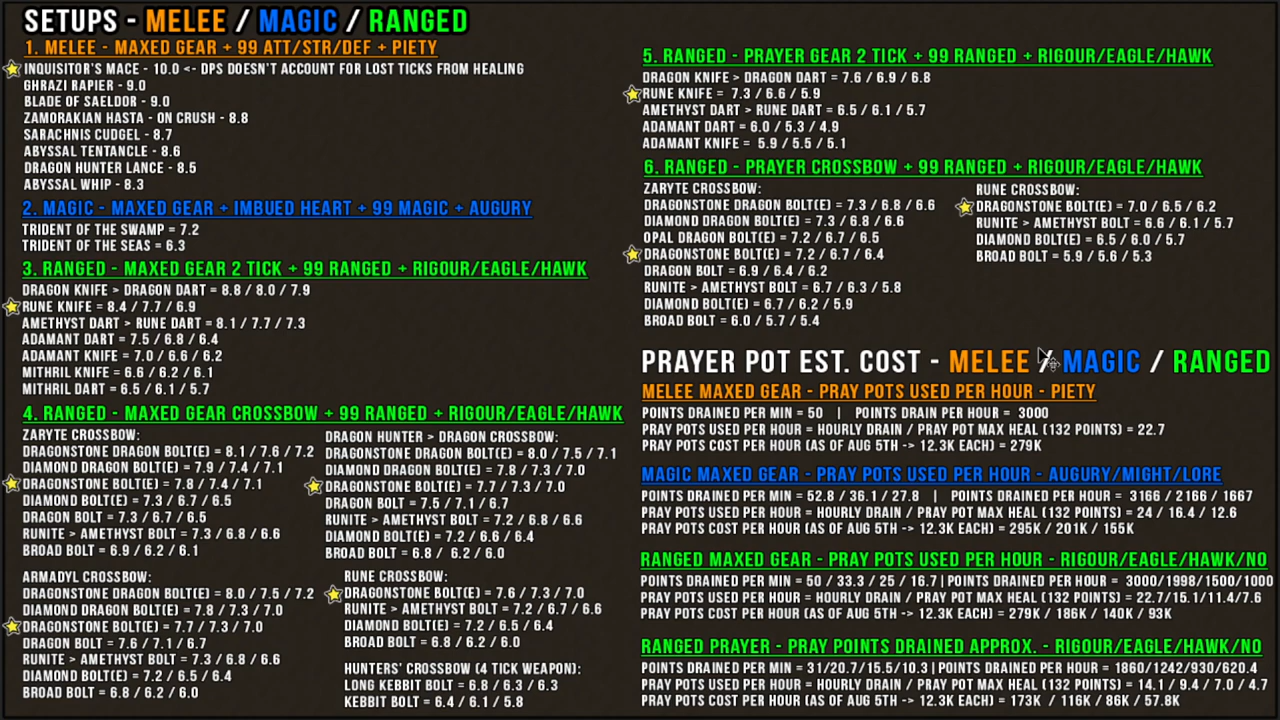 SETUPS - MELEE / MAGIC / RANGED
1. MELEE - MAXED GEAR + 99 ATT/STR/DEF + PIETY
INQUISITOR'S MACE - 10.0 <- DPS DOESN'T ACCOUNT FOR LOST TICKS FROM HEALING
GHRAZI RAPIER - 9.0
BLADE OF SAELDOR - 9.0
ZAMORAKIAN HASTA - ON CRUSH - 8.8
SARACHNIS CUDGEL - 8.7
ABYSSAL TENTANCLE - 8.6
DRAGON HUNTER LANCE - 8.5
ABYSSAL WHIP - 8.3
2. MAGIC - MAXED GEAR + IMBUED HEART + 99 MAGIC + AUGURY
TRIDENT OF THE SWAMP = 7.2
TRIDENT OF THE SEAS = 6.3
3. RANGED - MAXED GEAR 2 TICK + 99 RANGED + RIGOUR/EAGLE/HAWK
DRAGON KNIFE > DRAGON DART = 8.8 / 8.0 / 7.9
RUNE KNIFE = 8.4 / 7.7 / 6.9
AMETHYST DART > RUNE DART = 8.1 / 7.7 / 7.3
ADAMANT DART = 7.5 / 6.8 / 6.4
ADAMANT KNIFE = 7.0 / 6.6 / 6.2
MITHRIL KNIFE = 6.6 / 6.2 / 6.1
MITHRIL DART = 6.5 / 6.1 / 5.7
4. RANGED - MAXED GEAR CROSSBOW + 99 RANGED + RIGOUR/EAGLE/HAWK
ZARYTE CROSSBOW:
DRAGONSTONE DRAGON BOLT(E) = 8.1 / 7.6 / 7.2
DIAMOND DRAGON BOLT(E) = 7.9 / 7.4 / 7.1
DRAGONSTONE BOLT(E) = 7.8 / 7.4 / 7.1
DIAMOND BOLT(E) = 7.3 / 6.7 / 6.5
DRAGON BOLT = 7.3 / 6.7 / 6.5
RUNITE > AMETHYST BOLT = 7.3 / 6.8 / 6.6
BROAD BOLT = 6.9 / 6.2 / 6.1
DRAGON HUNTER > DRAGON CROSSBOW:
DRAGONSTONE DRAGON BOLT(E) = 8.0 / 7.5 / 7.1
DIAMOND DRAGON BOLT(E) = 7.8 / 7.3 / 7.0
DRAGONSTONE BOLT(E) = 7.7 / 7.3 / 7.0
DRAGON BOLT = 7.5 / 7.1 / 6.7
RUNITE > AMETHYST BOLT = 7.2 / 6.8 / 6.6
DIAMOND BOLT(E) = 7.2 / 6.6 / 6.4
BROAD BOLT = 6.8 / 6.2 / 6.0
ARMADYL CROSSBOW:
DRAGONSTONE DRAGON BOLT(E) = 8.0 / 7.5 / 7.2
DIAMOND DRAGON BOLT(E) = 7.8 / 7.3 / 7.0
DRAGONSTONE BOLT(E) = 7.7 / 7.3 / 7.0
DRAGON BOLT = 7.6 / 7.1 / 6.7
RUNITE > AMETHYST BOLT = 7.3 / 6.8 / 6.6
DIAMOND BOLT(E) = 7.2 / 6.5 / 6.4
BROAD BOLT = 6.8 / 6.2 / 6.0
RUNE CROSSBOW:
DRAGONSTONE BOLT(E) = 7.6 / 7.3 / 7.0
RUNITE > AMETHYST BOLT = 7.2 / 6.7 / 6.6
DIAMOND BOLT(E) = 7.2 / 6.5 / 6.4
BROAD BOLT = 6.8 / 6.2 / 6.0
HUNTERS' CROSSBOW (4 TICK WEAPON):
LONG KEBBIT BOLT = 6.8 / 6.3 / 6.3
KEBBIT BOLT = 6.4 / 6.1 / 5.8
5. RANGED - PRAYER GEAR 2 TICK + 99 RANGED + RIGOUR/EAGLE/HAWK
DRAGON KNIFE > DRAGON DART = 7.6 / 6.9 / 6.8
RUNE KNIFE = 7.3 / 6.6 / 5.9
AMETHYST DART > RUNE DART = 6.5 / 6.1 / 5.7
ADAMANT DART = 6.0 / 5.3 / 4.9
ADAMANT KNIFE = 5.9 / 5.5 / 5.1
6. RANGED - PRAYER CROSSBOW + 99 RANGED + RIGOUR/EAGLE/HAWK
ZARYTE CROSSBOW:
DRAGONSTONE DRAGON BOLT(E) = 7.3 / 6.8 / 6.6
DIAMOND DRAGON BOLT(E) = 7.3 / 6.8 / 6.6
OPAL DRAGON BOLT(E) = 7.2 / 6.7 / 6.5
DRAGONSTONE BOLT(E) = 7.2 / 6.7 / 6.4
DRAGON BOLT = 6.9 / 6.4 / 6.2
RUNITE > AMETHYST BOLT = 6.7 / 6.3 / 5.8
DIAMOND BOLT(E) = 6.7 / 6.2 / 5.9
BROAD BOLT = 6.0 / 5.7 / 5.4
RUNE CROSSBOW:
DRAGONSTONE BOLT(E) = 7.0 / 6.5 / 6.2
RUNITE > AMETHYST BOLT = 6.6 / 6.1 / 5.7
DIAMOND BOLT(E) = 6.5 / 6.0 / 5.7
BROAD BOLT = 5.9 / 5.6 / 5.3
PRAYER POT EST. COST - MELEE / MAGIC / RANGED
MELEE MAXED GEAR - PRAY POTS USED PER HOUR - PIETY
POINTS DRAINED PER MIN = 50 | POINTS DRAIN PER HOUR = 3000
PRAY POTS USED PER HOUR = HOURLY DRAIN / PRAY POT MAX HEAL (132 POINTS) = 22.7
PRAY POTS COST PER HOUR (AS OF AUG 5TH -> 12.3K EACH) = 279K
MAGIC MAXED GEAR - PRAY POTS USED PER HOUR - AUGURY/MIGHT/LORE
POINTS DRAINED PER MIN = 52.8 / 36.1 / 27.8 | POINTS DRAINED PER HOUR = 3166 / 2166 / 1667
PRAY POTS USED PER HOUR = HOURLY DRAIN / PRAY POT MAX HEAL (132 POINTS) = 24 / 16.4 / 12.6
PRAY POTS COST PER HOUR (AS OF AUG 5TH -> 12.3K EACH) = 295K / 201K / 155K
RANGED MAXED GEAR - PRAY POTS USED PER HOUR - RIGOUR/EAGLE/HAWK/NO
POINTS DRAINED PER MIN = 50 / 33.3 / 25 / 16.7 | POINTS DRAINED PER HOUR = 3000/1998/1500/1000
PRAY POTS USED PER HOUR = HOURLY DRAIN / PRAY POT MAX HEAL (132 POINTS) = 22.7/15.1/11.4/7.6
PRAY POTS COST PER HOUR (AS OF AUG 5TH -> 12.3K EACH) = 279K / 186K / 140K / 93K
RANGED PRAYER - PRAY POINTS DRAINED APPROX. - RIGOUR/EAGLE/HAWK/NO
POINTS DRAINED PER MIN = 31/20.7/15.5/10.3 | POINTS DRAINED PER HOUR = 1860/1242/930/620.4
PRAY POTS USED PER HOUR = HOURLY DRAIN / PRAY POT MAX HEAL (132 POINTS) = 14.1 / 9.4 / 7.0 / 4.7
PRAY POTS COST PER HOUR (AS OF AUG 5TH -> 12.3K EACH) = 173K / 116K / 86K / 57.8K